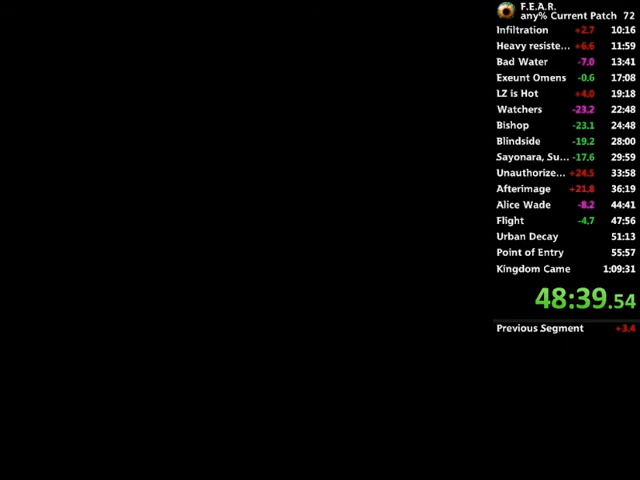 F.E.A.R.
any% Current Patch 72
Infiltration +2.7 10:16
Heavy resiste... +6.6 11:59
Bad Water -7.0 13:41
Exeunt Omens -0.6 17:08
LZ is Hot +4.0 19:18
Watchers -23.2 22:48
Bishop -23.1 24:48
Blindside -19.2 28:00
Sayonara, Su... -17.6 29:59
Unauthorize... +24.5 33:58
Afterimage +21.8 36:19
Alice Wade -8.2 44:41
Flight -4.7 47:56
Urban Decay 51:13
Point of Entry 55:57
Kingdom Came 1:09:31
48:39.54
Previous Segment +3.4